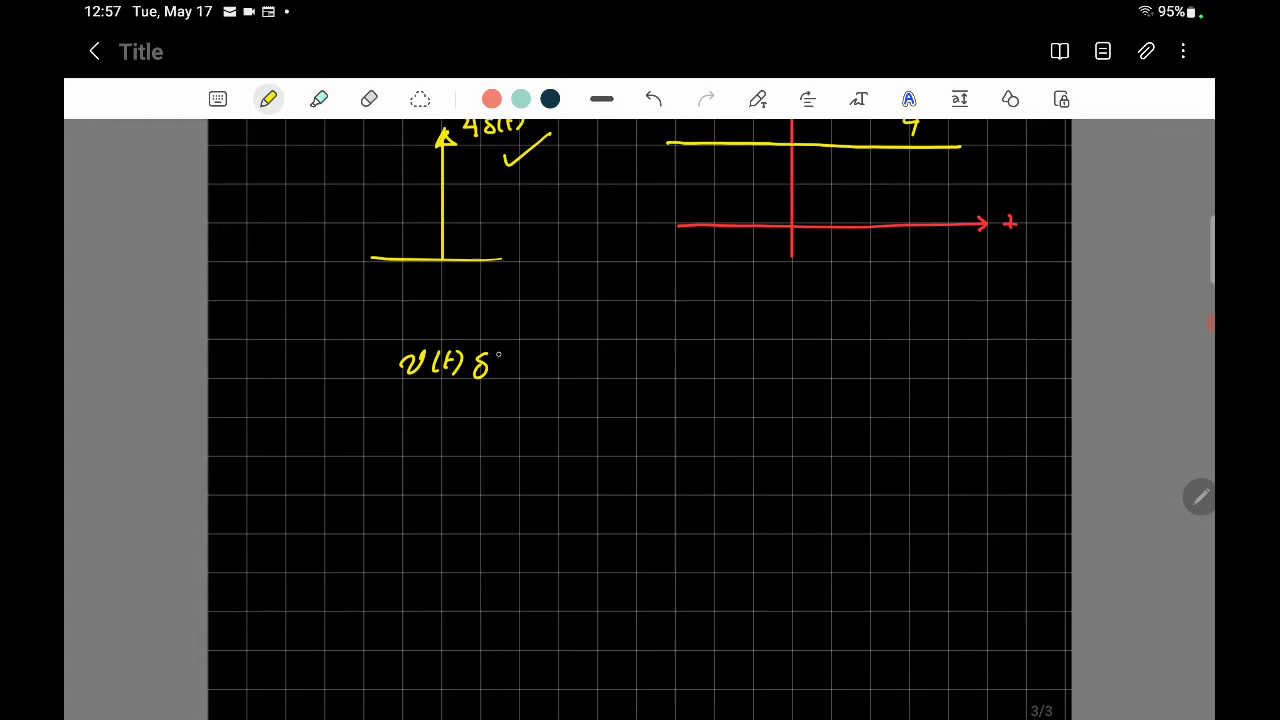 12:57 Tue, May 17
95%
Title
4δ(t)
v(t) δ
t
3/3